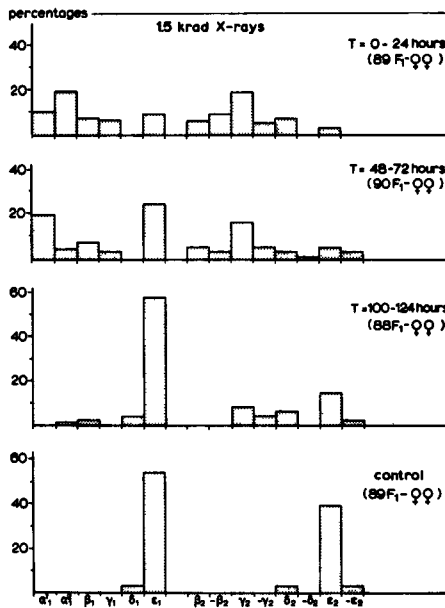 percentages
1.5 krad X-rays
40
20
T = 0 - 24 hours
(89 F₁-♀♀)
40
20
T = 48-72 hours
(90 F₁-♀♀)
60
40
20
T = 100-124 hours
(88 F₁-♀♀)
60
40
20
control
(89 F₁-♀♀)
β₁ γ₁ δ₁ ε₁ β₂ -β₂ γ₂ -γ₂ δ₂ -δ₂ ε₂ -ε₂